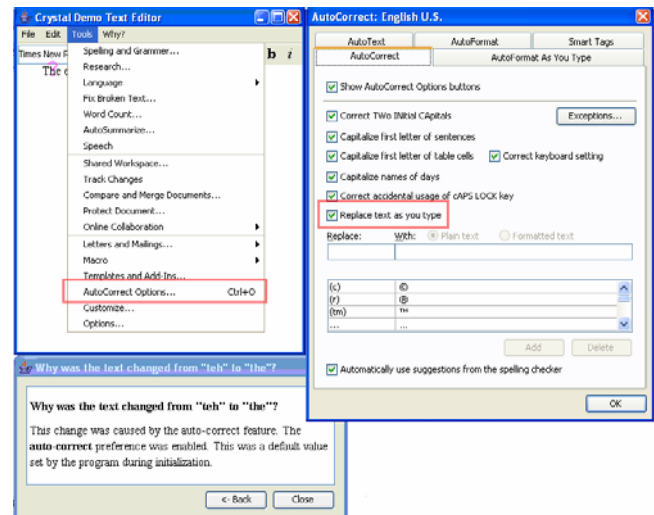 Crystal Demo Text Editor
File Edit Tools Why?
Times New
b i
The
Spelling and Grammer...
Research...
Language
Fix Broken Text...
Word Count...
AutoSummarize...
Speech
Shared Workspace...
Track Changes
Compare and Merge Documents...
Protect Document...
Online Collaboration
Letters and Mailings...
Macro
Templates and Add-Ins...
AutoCorrect Options... Ctrl+O
Customize...
Options...
Why was the text changed from "teh" to "the"?
Why was the text changed from "teh" to "the"?
This change was caused by the auto-correct feature. The
auto-correct preference was enabled. This was a default value
set by the program during initialization.
<- Back Close
AutoCorrect: English U.S.
AutoText AutoFormat Smart Tags
AutoCorrect AutoFormat As You Type
Show AutoCorrect Options buttons
Correct TWo INitial CApitals Exceptions...
Capitalize first letter of sentences
Capitalize first letter of table cells Correct keyboard setting
Capitalize names of days
Correct accidental usage of cAPS LOCK key
Replace text as you type
Replace: With: Plain text Formatted text
(c) ©
(r) ®
(tm) ™
... ...
Add Delete
Automatically use suggestions from the spelling checker
OK